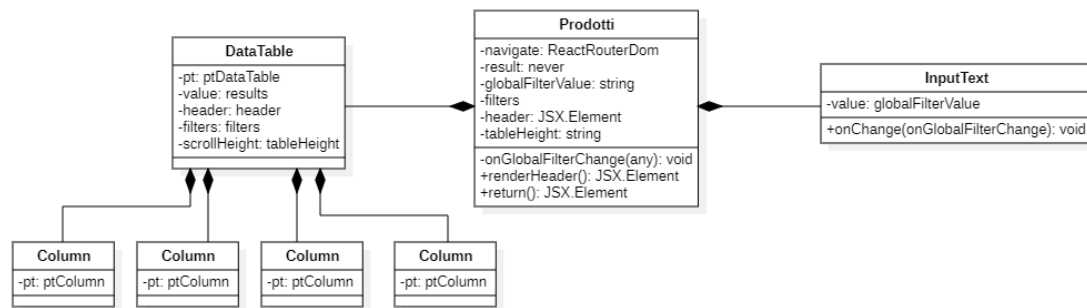 DataTable
-pt: ptDataTable
-value: results
-header: header
-filters: filters
-scrollHeight: tableHeight
Prodotti
-navigate: ReactRouterDom
-result: never
-globalFilterValue: string
-filters
-header: JSX.Element
-tableHeight: string
-onGlobalFilterChange(any): void
+renderHeader(): JSX.Element
+return(): JSX.Element
InputText
-value: globalFilterValue
+onChange(onGlobalFilterChange): void
Column
-pt: ptColumn
Column
-pt: ptColumn
Column
-pt: ptColumn
Column
-pt: ptColumn